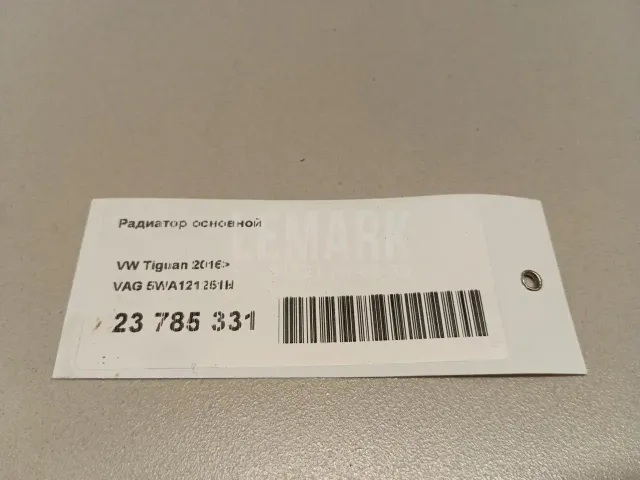 Радиатор основной
LEMARK
VW Tiguan 2016>
VAG 5WA121251H
23 785 331